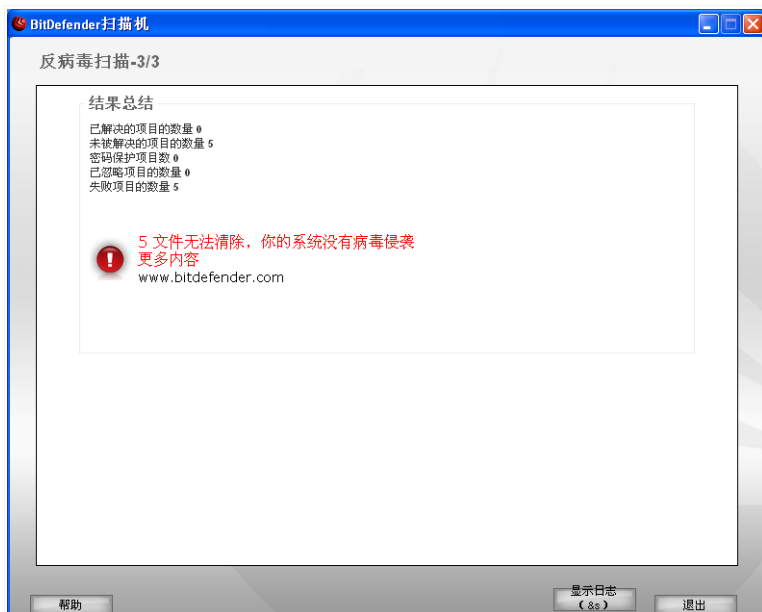 BitDefender扫描机
反病毒扫描-3/3
结果总结
已解决的项目的数量 0
未被解决的项目的数量 5
密码保护项目数 0
已忽略项目的数量 0
失败项目的数量 5
5 文件无法清除，你的系统没有病毒侵袭
更多内容
www.bitdefender.com
帮助
显示日志
(&s)
退出